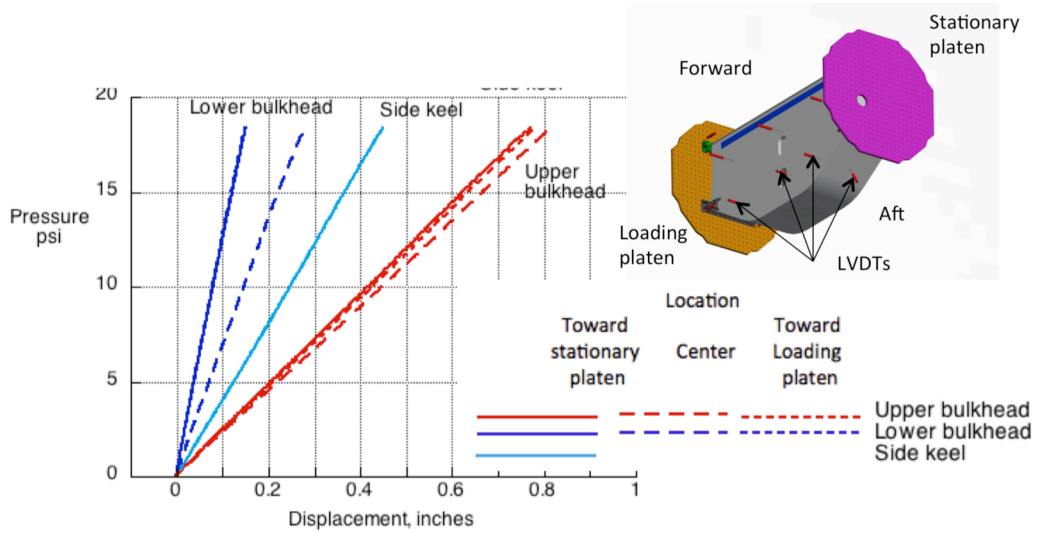 Stationary
platen
Forward
Loading
platen
Aft
LVDTs
20
15
10
5
0
Pressure
psi
Lower bulkhead
Side keel
Side keel
Upper
bulkhead
0
0.2
0.4
0.6
0.8
1
Displacement, inches
Location
Toward
stationary
platen
Center
Toward
Loading
platen
Upper bulkhead
Lower bulkhead
Side keel